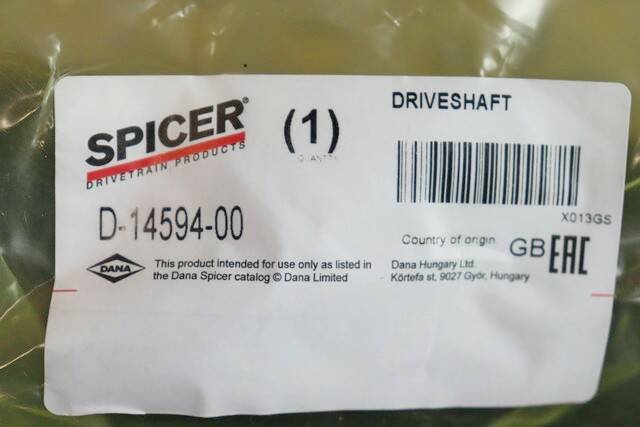 SPICER®
DRIVETRAIN PRODUCTS
(1)
QUANTITY
DRIVESHAFT
X013GS
D-14594-00
Country of origin GB
EAC
DANA
This product intended for use only as listed in
the Dana Spicer catalog © Dana Limited
Dana Hungary Ltd.
Körtefa st, 9027 Győr, Hungary